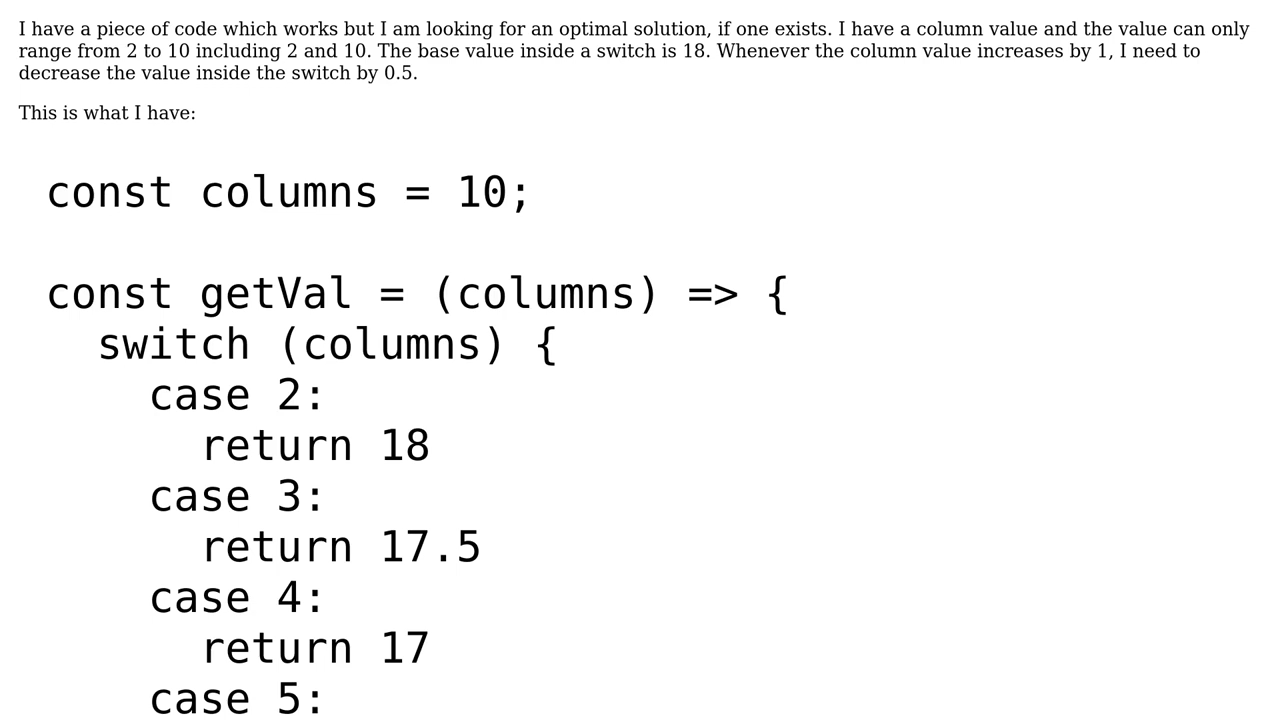 I have a piece of code which works but I am looking for an optimal solution, if one exists. I have a column value and the value can only
range from 2 to 10 including 2 and 10. The base value inside a switch is 18. Whenever the column value increases by 1, I need to
decrease the value inside the switch by 0.5.
This is what I have:
const columns = 10;
const getVal = (columns) => {
switch (columns) {
case 2:
return 18
case 3:
return 17.5
case 4:
return 17
case 5: